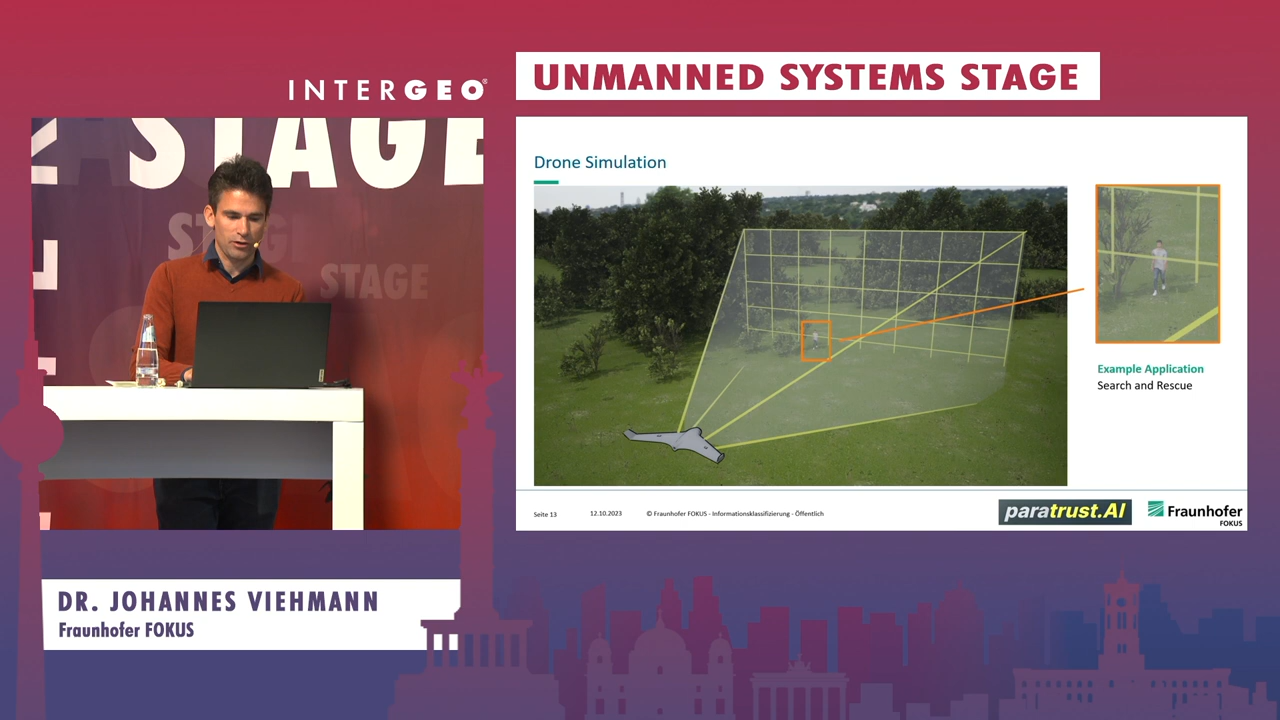 INTERGEO®
UNMANNED SYSTEMS STAGE
STAGE
STAGE
STAGE
Drone Simulation
Example Application
Search and Rescue
Seite 13
12.10.2023
© Fraunhofer FOKUS - Informationsklassifizierung - Öffentlich
paratrust.AI
Fraunhofer
FOKUS
DR. JOHANNES VIEHMANN
Fraunhofer FOKUS